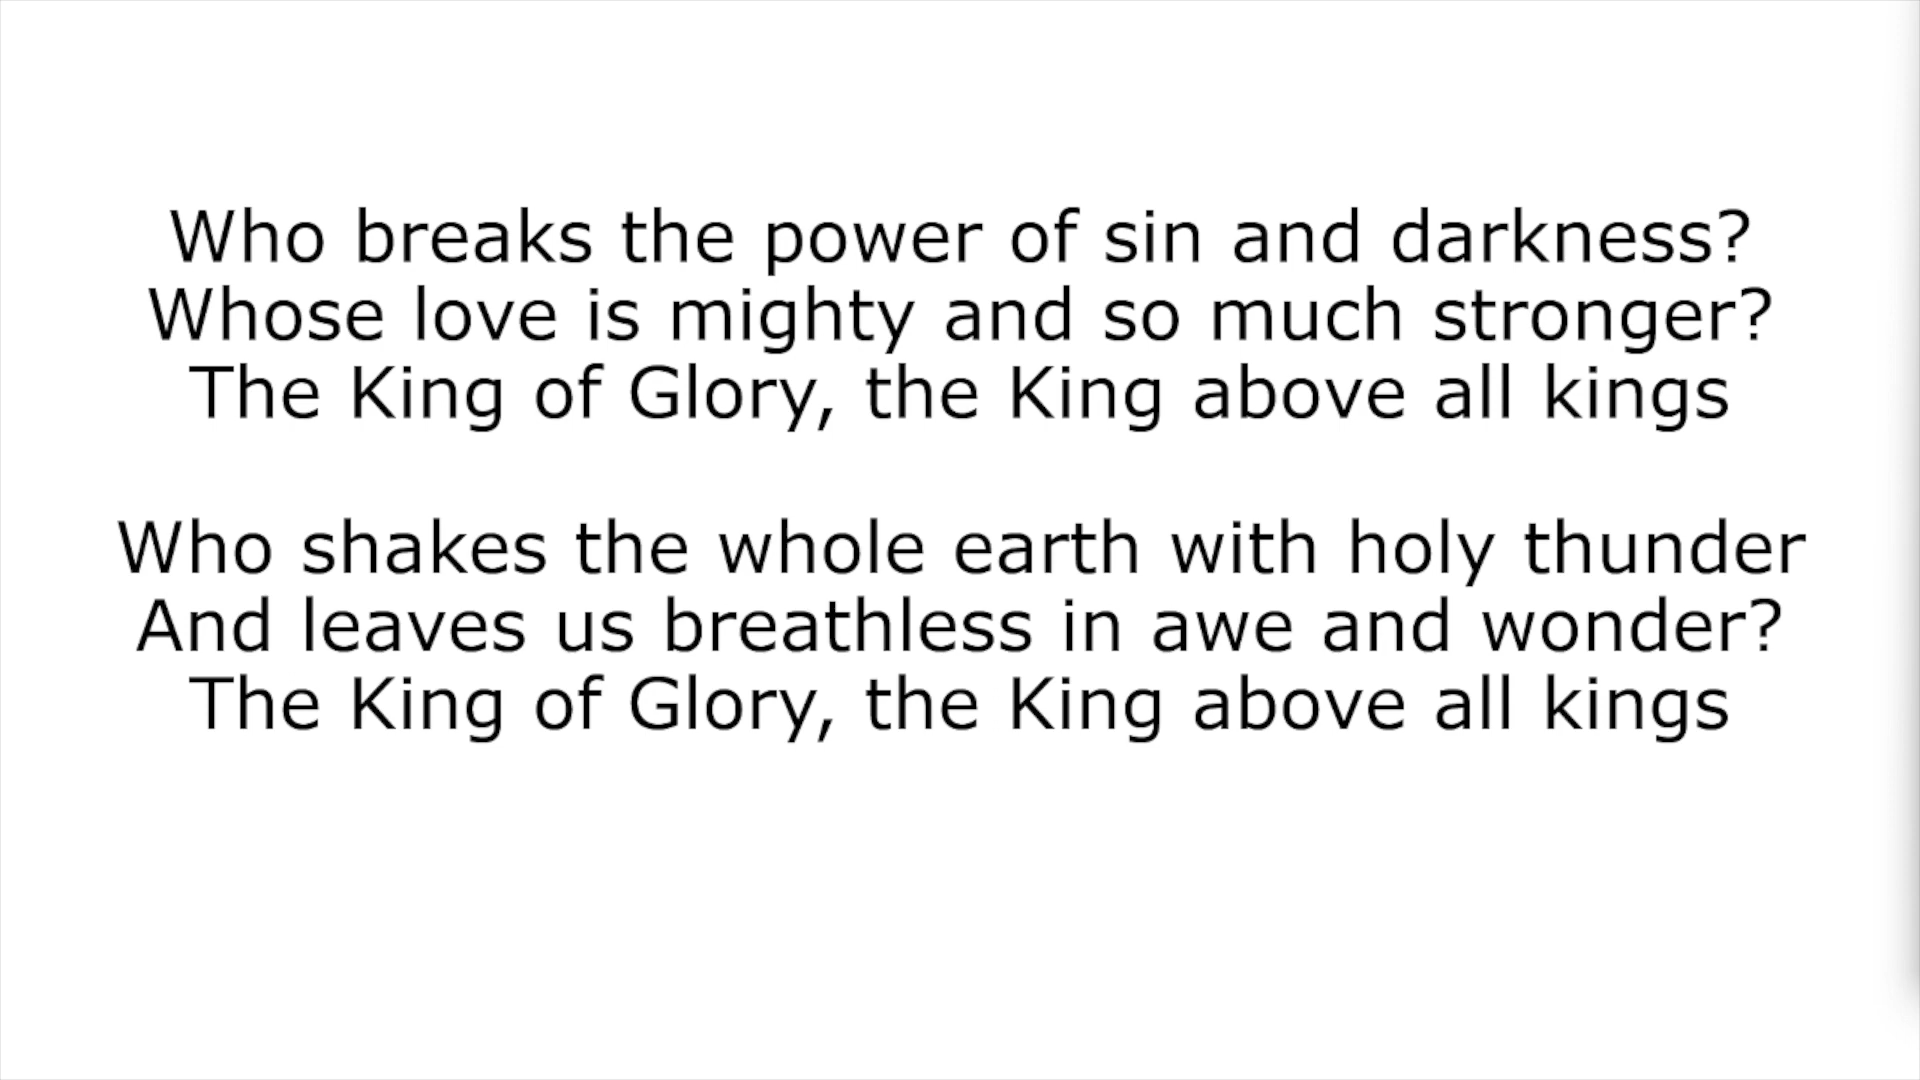 Who breaks the power of sin and darkness?
Whose love is mighty and so much stronger?
The King of Glory, the King above all kings
Who shakes the whole earth with holy thunder
And leaves us breathless in awe and wonder?
The King of Glory, the King above all kings